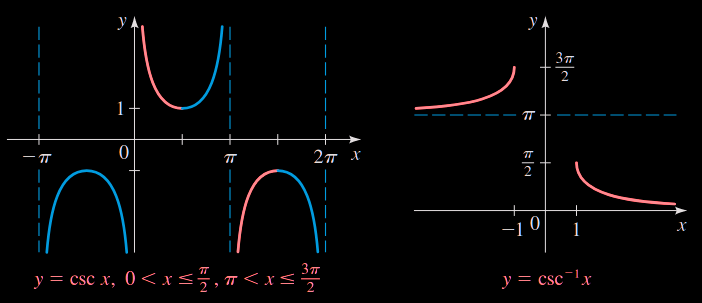 y
1
−π 0 π 2π x
y = csc x, 0 < x ≤ π/2, π < x ≤ 3π/2
y
3π/2
π
π/2
−1 0 1 x
y = csc⁻¹x